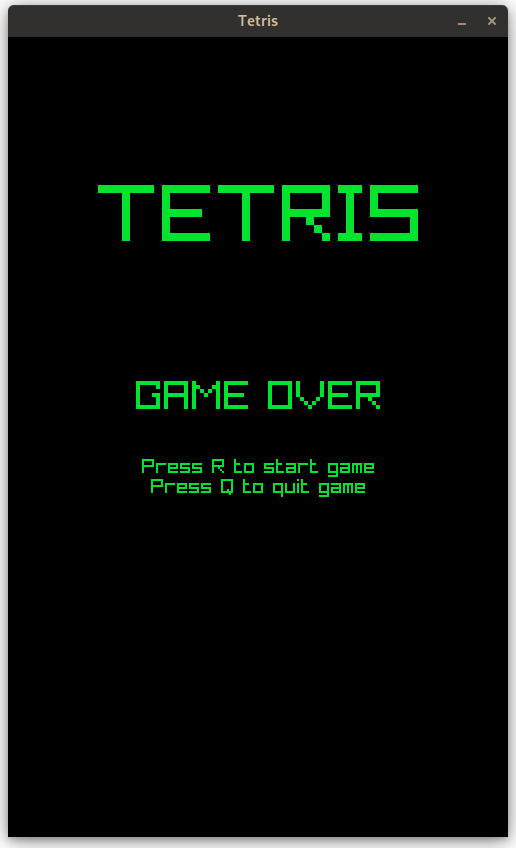 Tetris
TETRIS
GAME OVER
Press R to start game
Press Q to quit game